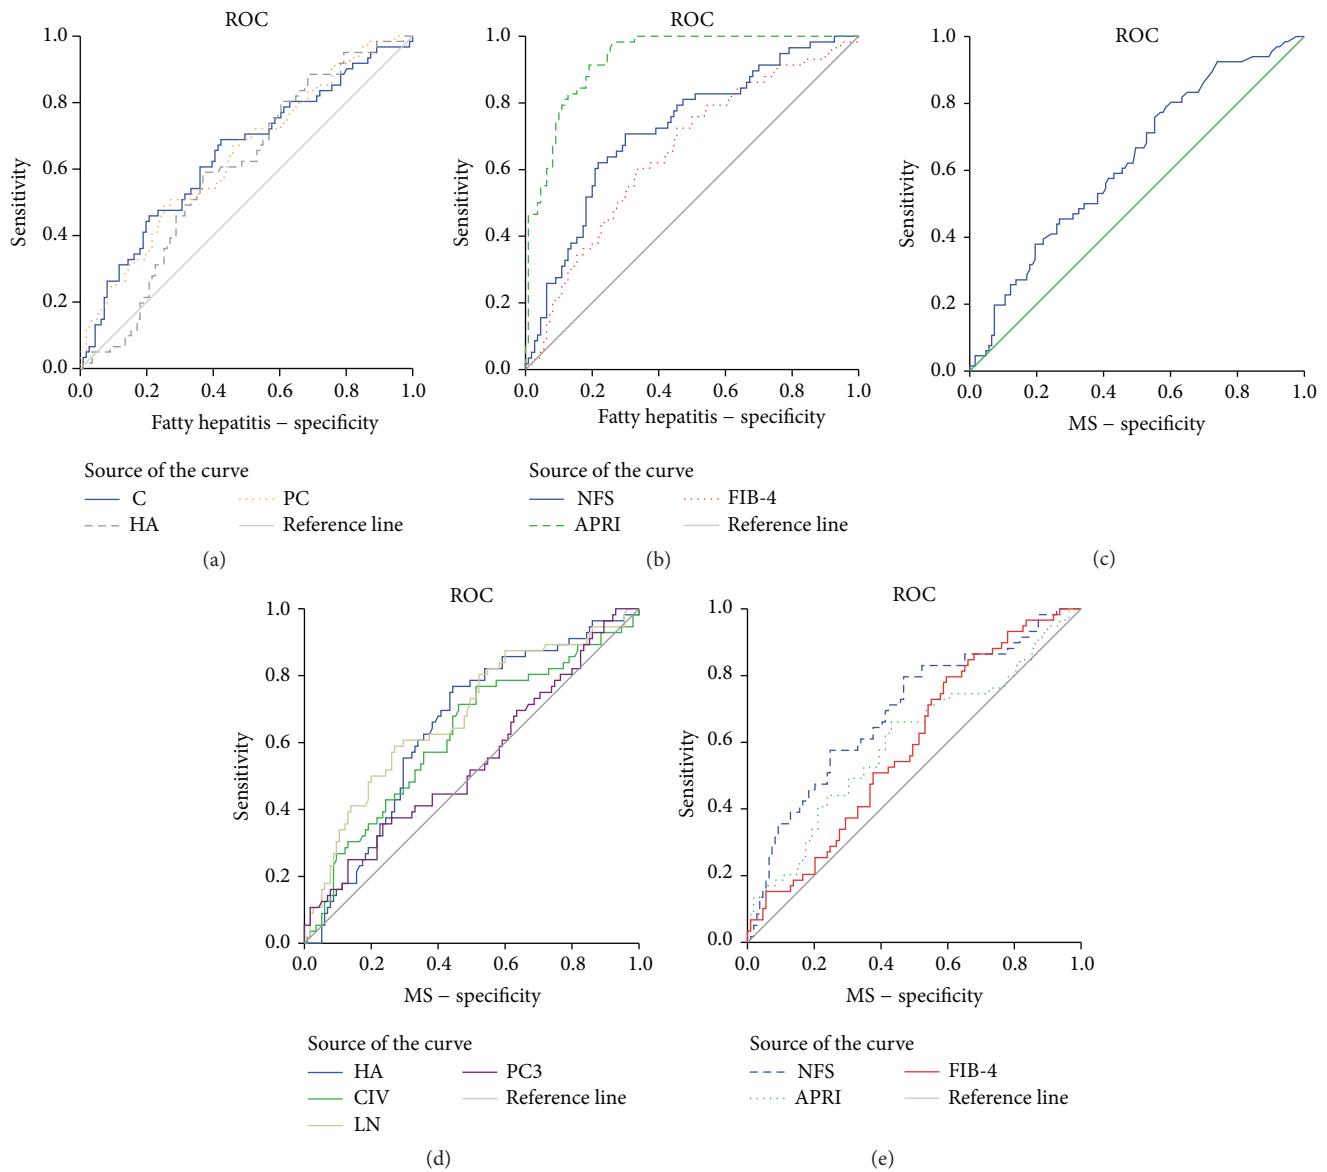 ROC
1.0
0.8
0.6
0.4
0.2
0.0
Sensitivity
0.0 0.2 0.4 0.6 0.8 1.0
Fatty hepatitis − specificity
Source of the curve
C PC
HA Reference line
(a)
ROC
1.0
0.8
0.6
0.4
0.2
0.0
Sensitivity
0.0 0.2 0.4 0.6 0.8 1.0
Fatty hepatitis − specificity
Source of the curve
NFS FIB-4
APRI Reference line
(b)
ROC
1.0
0.8
0.6
0.4
0.2
0.0
Sensitivity
0.0 0.2 0.4 0.6 0.8 1.0
MS − specificity
(c)
ROC
1.0
0.8
0.6
0.4
0.2
0.0
Sensitivity
0.0 0.2 0.4 0.6 0.8 1.0
MS − specificity
Source of the curve
HA PC3
CIV Reference line
LN
(d)
ROC
1.0
0.8
0.6
0.4
0.2
0.0
Sensitivity
0.0 0.2 0.4 0.6 0.8 1.0
MS − specificity
Source of the curve
NFS FIB-4
APRI Reference line
(e)